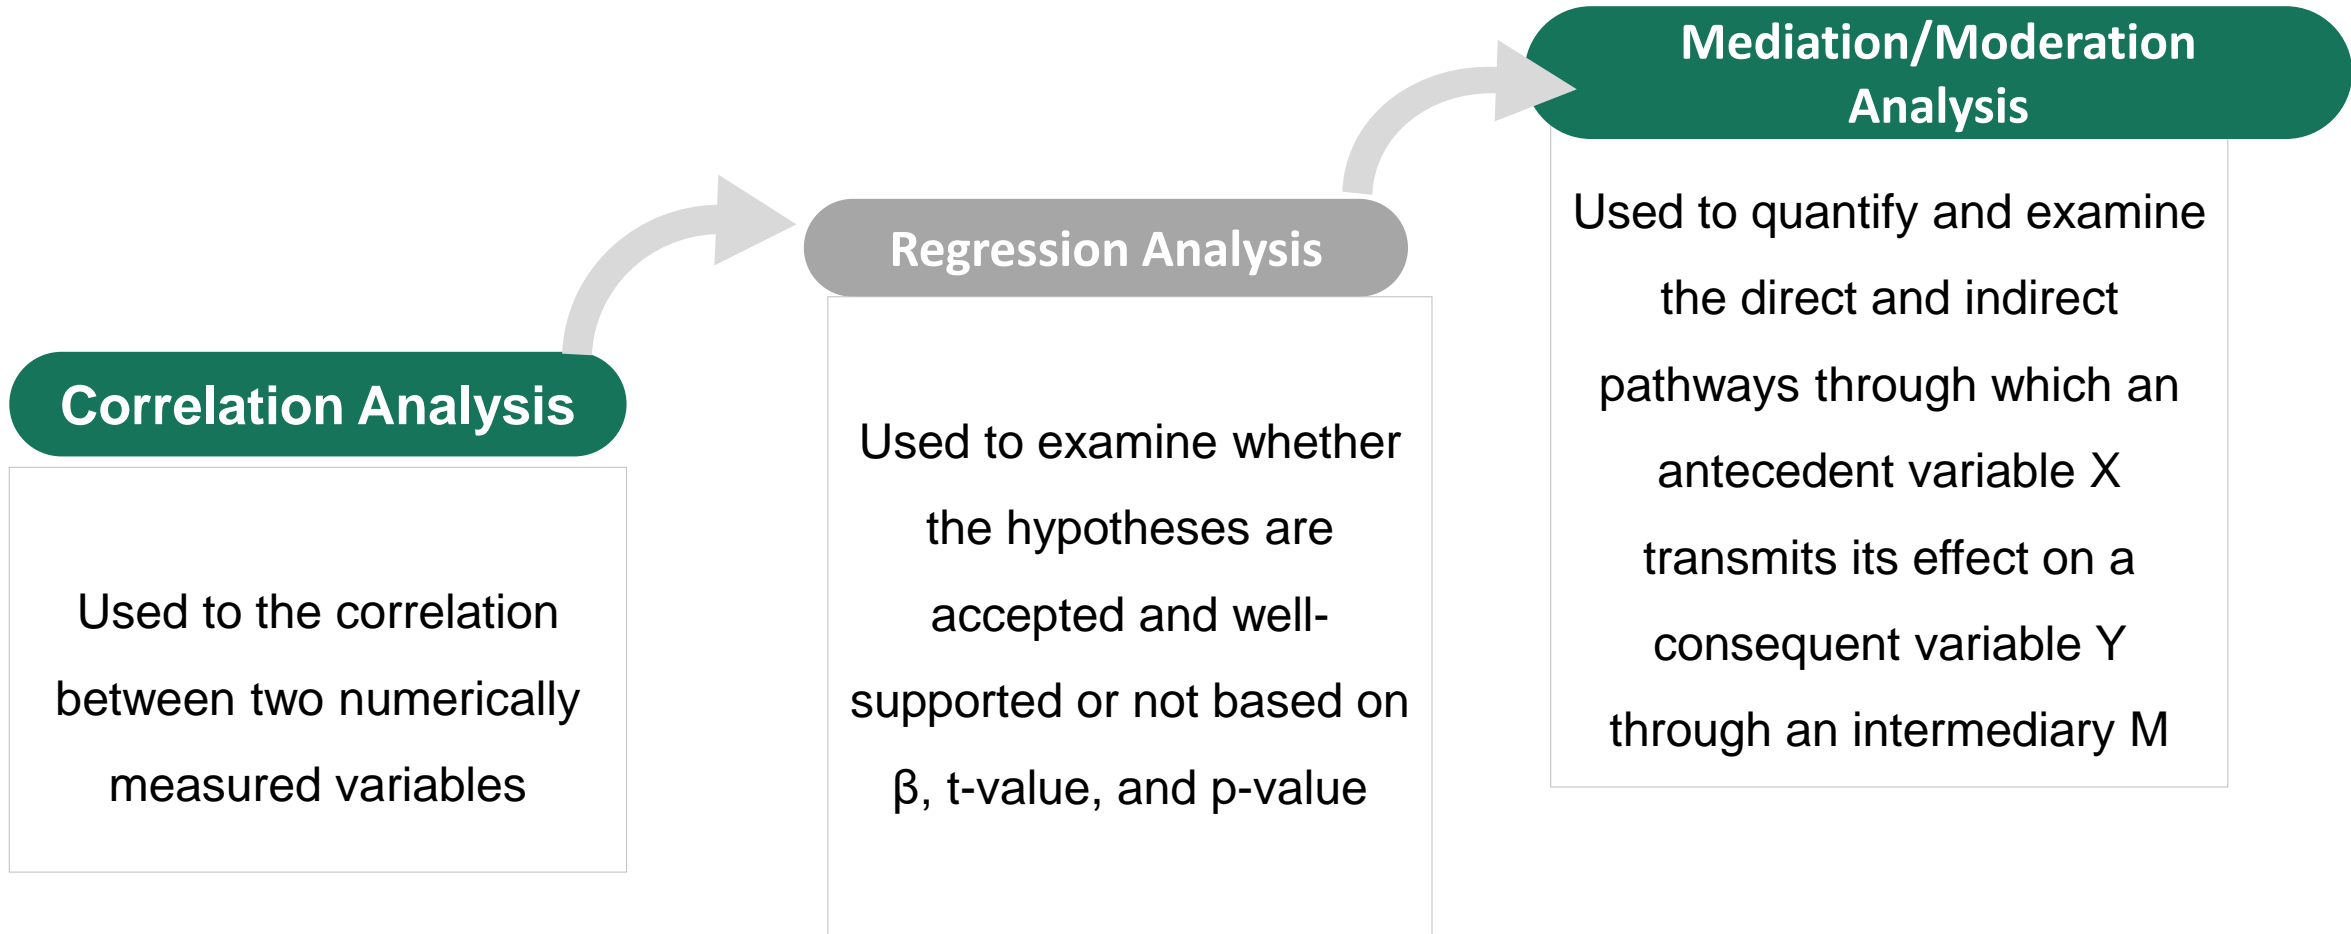 Correlation Analysis
Used to the correlation
between two numerically
measured variables
Regression Analysis
Used to examine whether
the hypotheses are
accepted and well-
supported or not based on
β, t-value, and p-value
Mediation/Moderation
Analysis
Used to quantify and examine
the direct and indirect
pathways through which an
antecedent variable X
transmits its effect on a
consequent variable Y
through an intermediary M